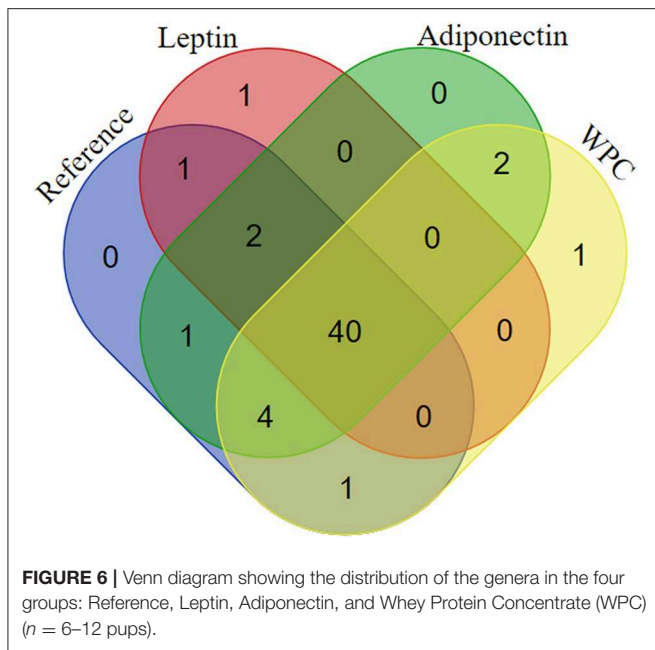 Leptin
Adiponectin
Reference
WPC
1
0
1
0
2
0
2
0
1
1
40
0
4
0
1
FIGURE 6 | Venn diagram showing the distribution of the genera in the four
groups: Reference, Leptin, Adiponectin, and Whey Protein Concentrate (WPC)
(n = 6–12 pups).